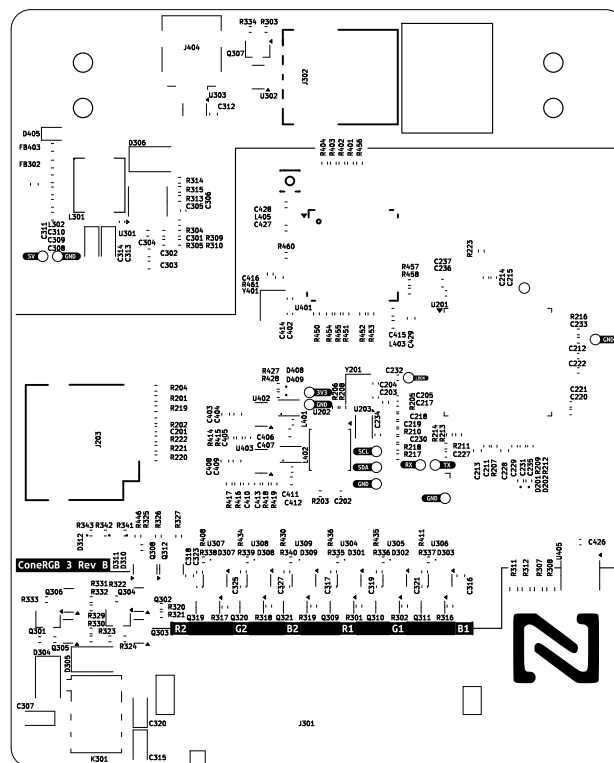 R334 R303
J404
Q307
J302
U303
U302
C312
D405
FB403
D306
R404
R403
R402
R401
R456
FB302
R314
R315
R313
C305
C306
L301
C428
L405
C427
C311
L302
C310
C309
C308
U301
R304
C301 R309
R305 R310
C304
C302
C303
C314
C313
5V
GND
R460
R223
C237
C236
C416
R461
Y401
R457
R458
C214
C215
U401
U201
C414
C402
R450
R454
R455
R451
R452
R453
C415
L403
C429
R216
C233
C212
GND
C222
C221
C220
R427
R428
D408
D409
Y201
C232
R204
R201
R219
U402
3V3
GND
R206
R208
C204
C203
R205
C205
C217
J203
C403
C404
L401
U202
U203
C234
C218
C219
R210
C230
R218
R217
R214
R213
R202
C201
R222
R221
R220
R414
R415
C405
C406
C407
U403
L402
SCL
SDA
GND
RX
TX
R211
C227
C213
C211
R207
C228
C229
C231
C235
R209
R212
D201
D202
C408
C409
R417
R416
C410
C413
R418
R419
C411
C412
R203
C202
GND
R343
R342
R341
D312
R446
R325
R326
R327
ConeRGB 3 Rev B
D311
D310
Q308
Q312
C318
C323
R408
R338
U307
D307
R430
R339
U308
D308
R434
R340
U309
D309
R436
R304
U305
D301
R435
R336
U306
D302
R411
R337
U307
D303
C325
C327
C317
C319
C321
C316
U405
C426
R311
R312
R307
R308
R331
R332
R322
Q304
R333
Q306
Q302
R320
R321
R329
R330
R323
R324
Q301
Q305
Q303
Q319
R317
Q320
R318
Q321
R319
Q309
R301
Q310
R302
Q311
R316
R2 G2 B2 R1 G1 B1
D304
D305
C307
C320
J301
K301
C315